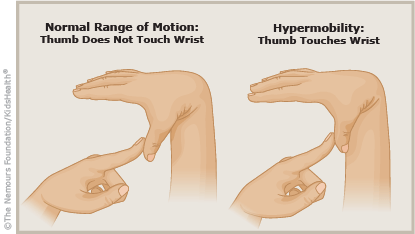 Normal Range of Motion:
Thumb Does Not Touch Wrist
Hypermobility:
Thumb Touches Wrist
©The Nemours Foundation/KidsHealth®